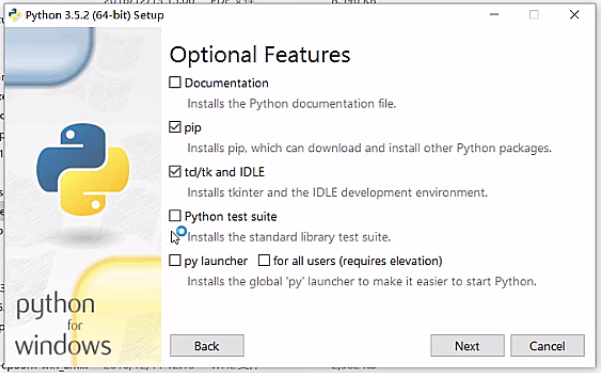 Python 3.5.2 (64-bit) Setup
Optional Features
Documentation
Installs the Python documentation file.
pip
Installs pip, which can download and install other Python packages.
td/tk and IDLE
Installs tkinter and the IDLE development environment.
Python test suite
Installs the standard library test suite.
py launcher for all users (requires elevation)
Installs the global 'py' launcher to make it easier to start Python.
python
for
windows
Back Next Cancel